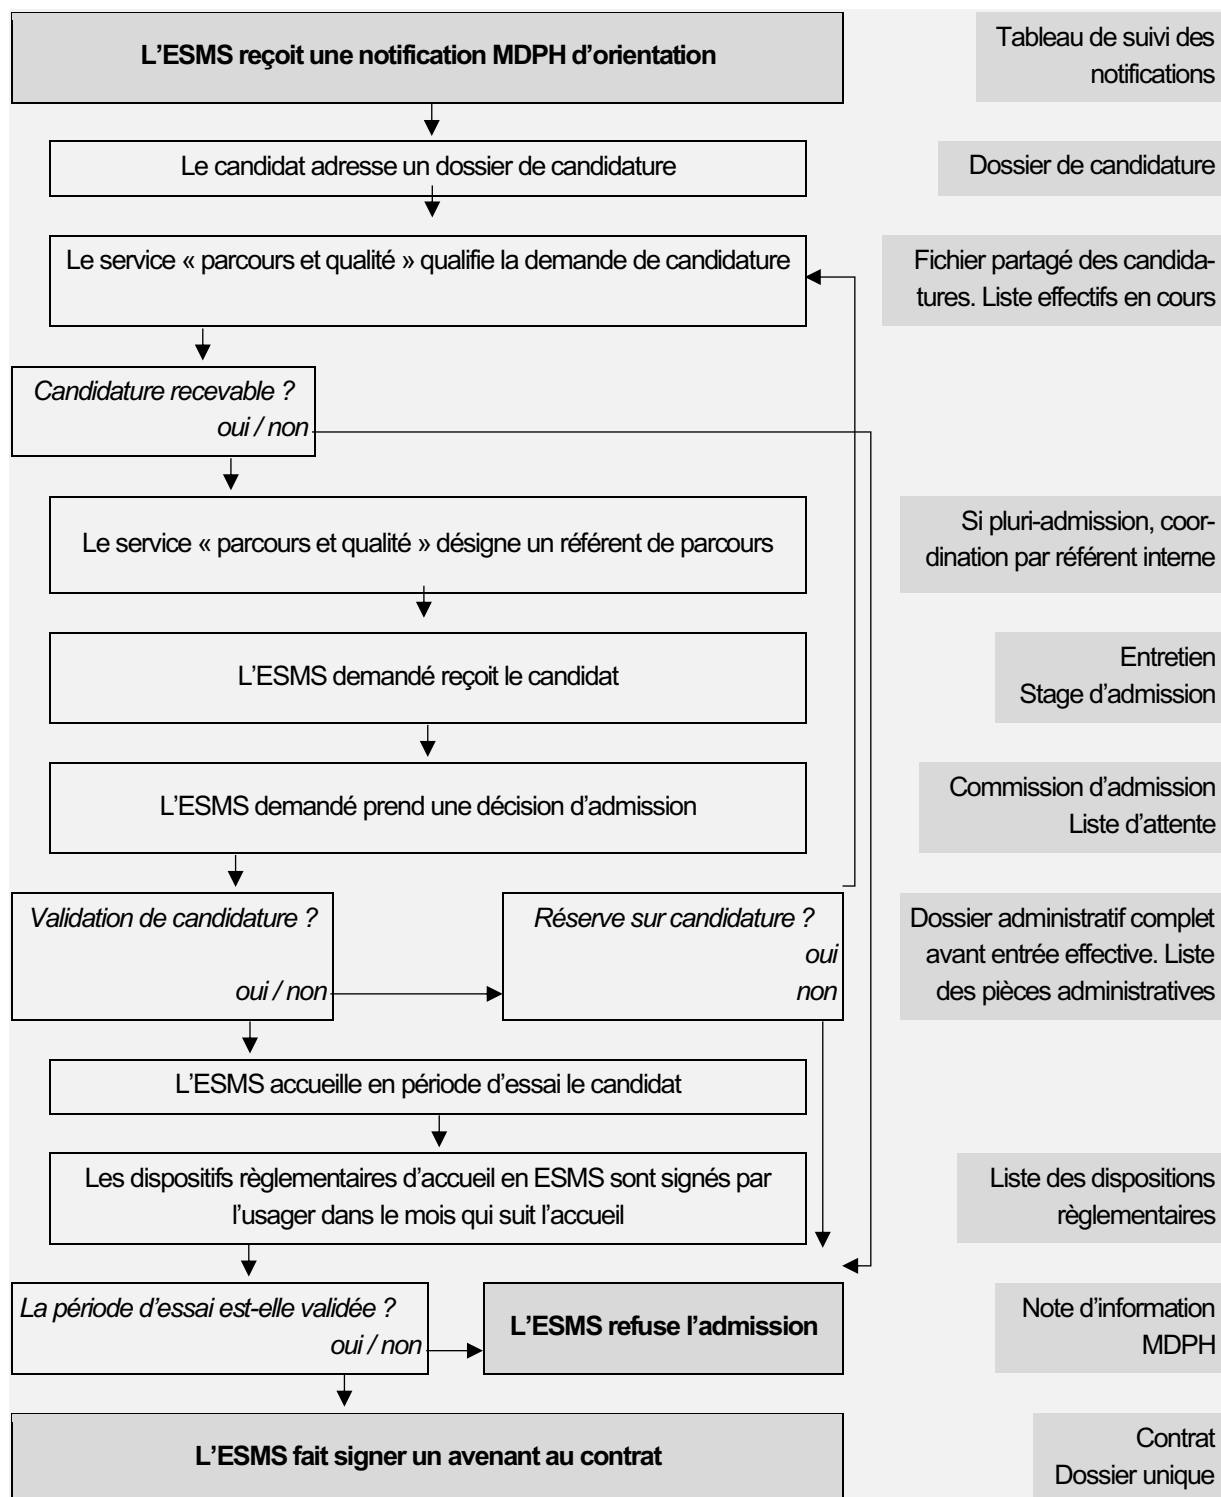 L’ESMS reçoit une notification MDPH d’orientation
Tableau de suivi des
notifications
Le candidat adresse un dossier de candidature
Dossier de candidature
Le service « parcours et qualité » qualifie la demande de candidature
Fichier partagé des candida-
tures. Liste effectifs en cours
Candidature recevable ?
oui / non
Le service « parcours et qualité » désigne un référent de parcours
Si pluri-admission, coor-
dination par référent interne
L’ESMS demandé reçoit le candidat
Entretien
Stage d’admission
L’ESMS demandé prend une décision d’admission
Commission d’admission
Liste d’attente
Validation de candidature ?
oui / non
Réserve sur candidature ?
oui
non
Dossier administratif complet
avant entrée effective. Liste
des pièces administratives
L’ESMS accueille en période d’essai le candidat
Les dispositifs règlementaires d’accueil en ESMS sont signés par
l’usager dans le mois qui suit l’accueil
Liste des dispositions
règlementaires
La période d’essai est-elle validée ?
oui / non
L’ESMS refuse l’admission
Note d’information
MDPH
L’ESMS fait signer un avenant au contrat
Contrat
Dossier unique